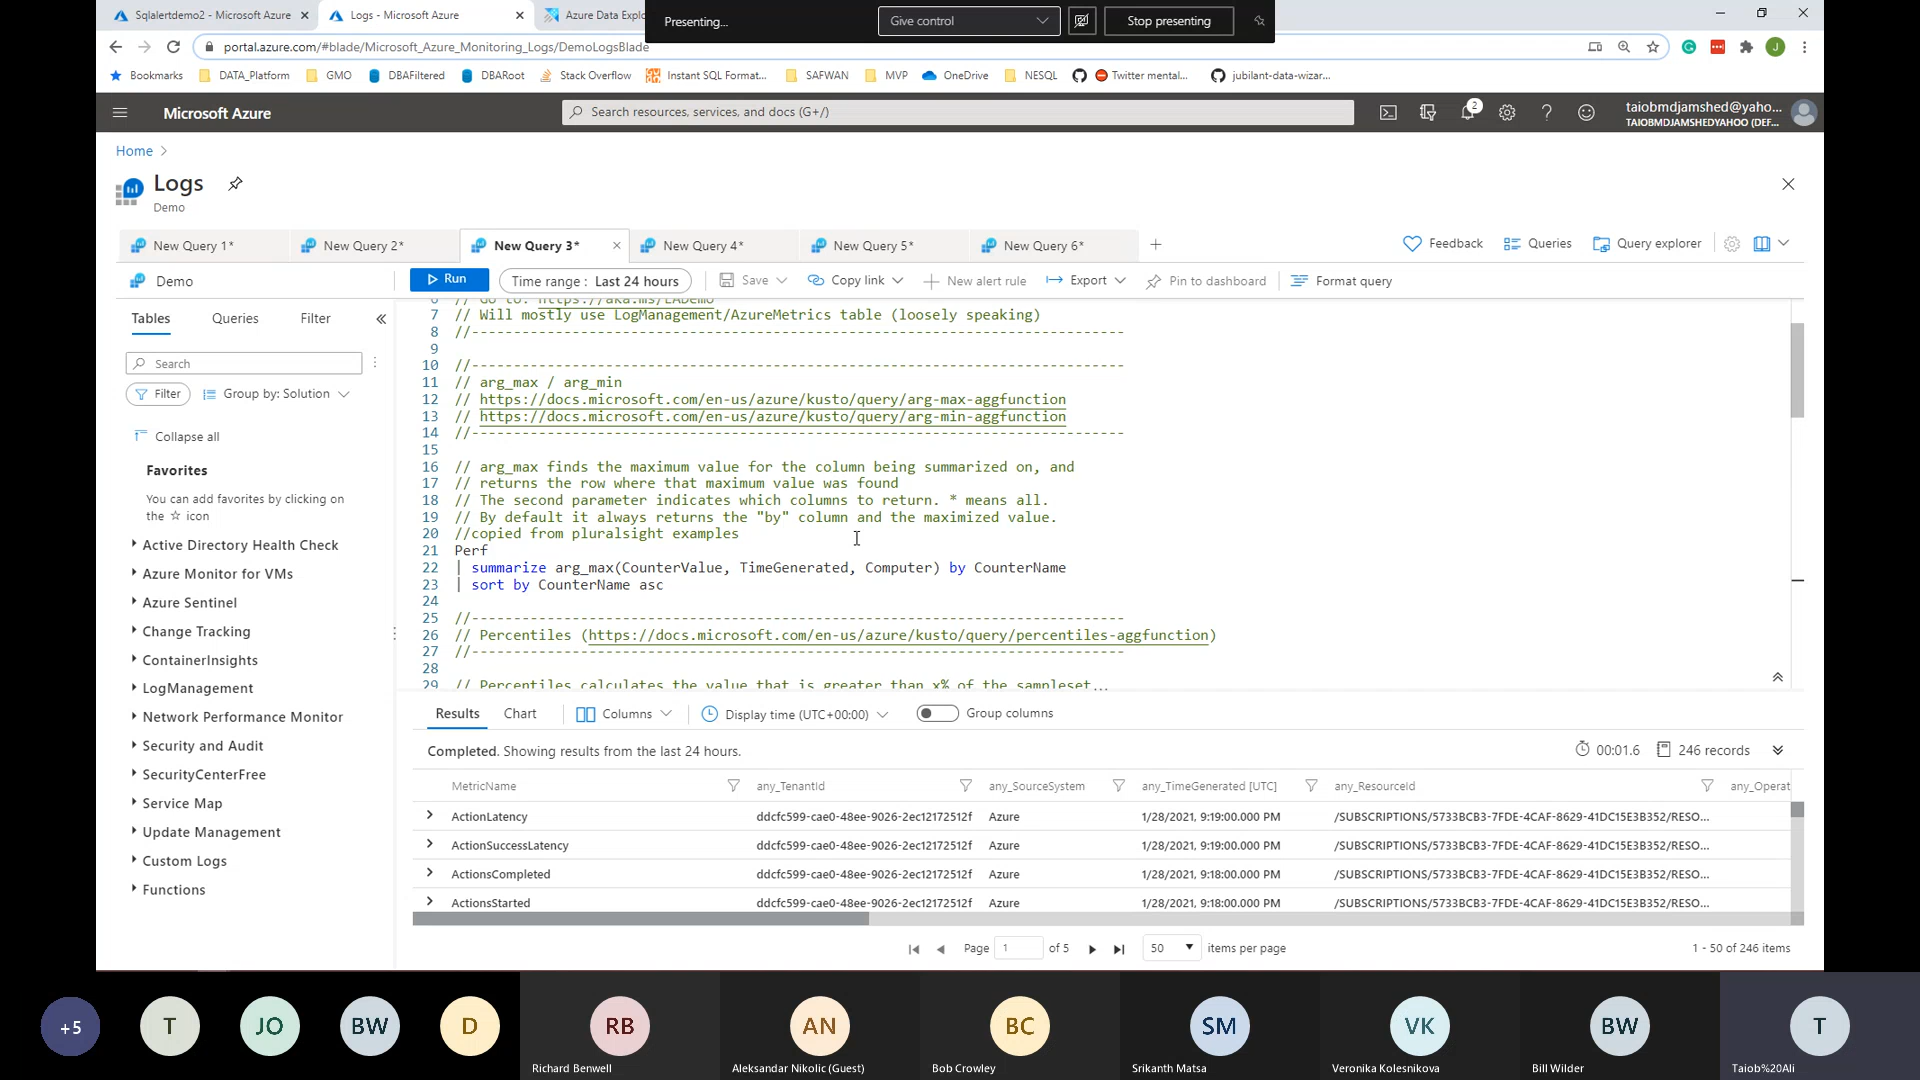 Sqlalertdemo2 - Microsoft Azure
Logs - Microsoft Azure
Azure Data Explo
Presenting...
Give control
Stop presenting
portal.azure.com/#blade/Microsoft_Azure_Monitoring_Logs/DemoLogsBlade
J
Bookmarks
DATA_Platform
GMO
DBAFiltered
DBARoot
Stack Overflow
Instant SQL Format...
SAFWAN
MVP
OneDrive
NESQL
Twitter mental...
jubilant-data-wizar...
Microsoft Azure
Search resources, services, and docs (G+/)
2
taiobmdjamshed@yaho...
TAIOBMDJAMSHEDYAHOO (DEF...
Home
Logs
Demo
New Query 1*
New Query 2*
New Query 3*
New Query 4*
New Query 5*
New Query 6*
Feedback
Queries
Query explorer
Demo
Run
Time range : Last 24 hours
Save
Copy link
New alert rule
Export
Pin to dashboard
Format query
Tables
Queries
Filter
Search
Filter
Group by: Solution
Collapse all
Favorites
You can add favorites by clicking on
the ☆ icon
Active Directory Health Check
Azure Monitor for VMs
Azure Sentinel
Change Tracking
ContainerInsights
LogManagement
Network Performance Monitor
Security and Audit
SecurityCenterFree
Service Map
Update Management
Custom Logs
Functions
6 // Go to: https://aka.ms/LADemo
7 // Will mostly use LogManagement/AzureMetrics table (loosely speaking)
8 //------------------------------------------------------------------------------
9
10 //------------------------------------------------------------------------------
11 // arg_max / arg_min
12 // https://docs.microsoft.com/en-us/azure/kusto/query/arg-max-aggfunction
13 // https://docs.microsoft.com/en-us/azure/kusto/query/arg-min-aggfunction
14 //------------------------------------------------------------------------------
15
16 // arg_max finds the maximum value for the column being summarized on, and
17 // returns the row where that maximum value was found
18 // The second parameter indicates which columns to return. * means all.
19 // By default it always returns the "by" column and the maximized value.
20 //copied from pluralsight examples
21 Perf
22 | summarize arg_max(CounterValue, TimeGenerated, Computer) by CounterName
23 | sort by CounterName asc
24
25 //------------------------------------------------------------------------------
26 // Percentiles (https://docs.microsoft.com/en-us/azure/kusto/query/percentiles-aggfunction)
27 //------------------------------------------------------------------------------
28
29 // Percentiles calculates the value that is greater than x% of the sampleset...
Results
Chart
Columns
Display time (UTC+00:00)
Group columns
Completed. Showing results from the last 24 hours.
00:01.6
246 records
MetricName any_TenantId any_SourceSystem any_TimeGenerated [UTC] any_ResourceId any_Operat
ActionLatency ddcfc599-cae0-48ee-9026-2ec12172512f Azure 1/28/2021, 9:19:00.000 PM /SUBSCRIPTIONS/5733BCB3-7FDE-4CAF-8629-41DC15E3B352/RESO...
ActionSuccessLatency ddcfc599-cae0-48ee-9026-2ec12172512f Azure 1/28/2021, 9:19:00.000 PM /SUBSCRIPTIONS/5733BCB3-7FDE-4CAF-8629-41DC15E3B352/RESO...
ActionsCompleted ddcfc599-cae0-48ee-9026-2ec12172512f Azure 1/28/2021, 9:18:00.000 PM /SUBSCRIPTIONS/5733BCB3-7FDE-4CAF-8629-41DC15E3B352/RESO...
ActionsStarted ddcfc599-cae0-48ee-9026-2ec12172512f Azure 1/28/2021, 9:18:00.000 PM /SUBSCRIPTIONS/5733BCB3-7FDE-4CAF-8629-41DC15E3B352/RESO...
Page 1 of 5
50 items per page
1 - 50 of 246 items
+5
T
JO
BW
D
RB
AN
BC
SM
VK
BW
T
Richard Benwell
Aleksandar Nikolic (Guest)
Bob Crowley
Srikanth Matsa
Veronika Kolesnikova
Bill Wilder
Taiob%20Ali